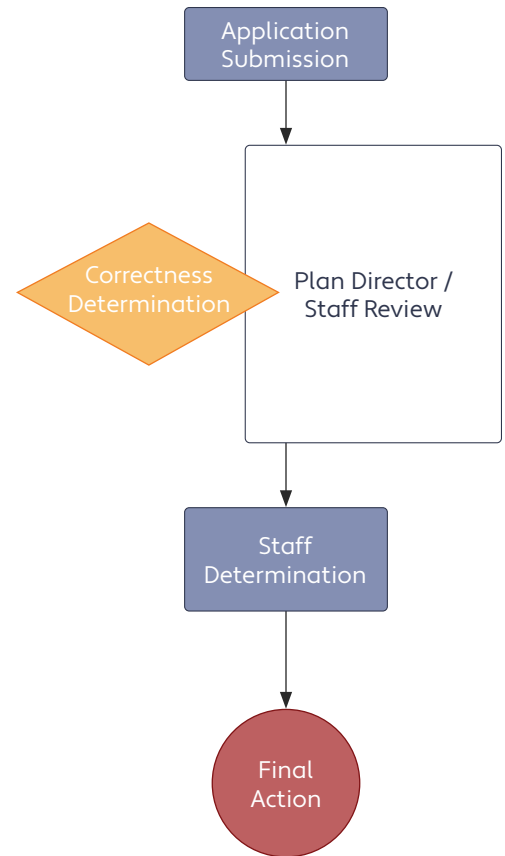 Application
Submission
Correctness
Determination
Plan Director /
Staff Review
Staff
Determination
Final
Action